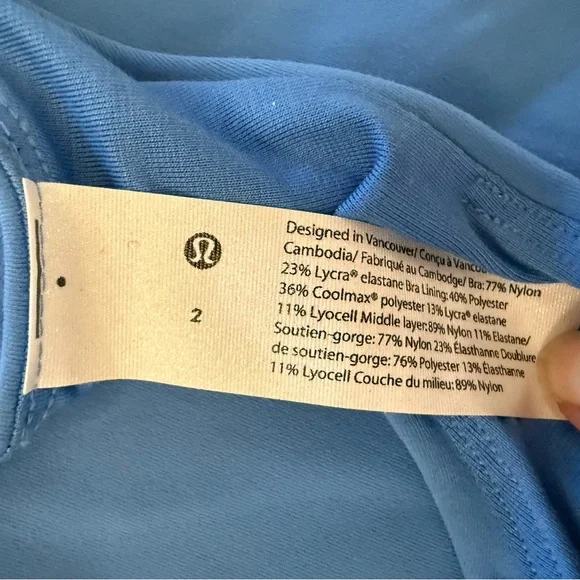 2
Designed in Vancouver/ Conçu à Vancou
Cambodia/ Fabriqué au Cambodge/ Bra: 77% Nylon
23% Lycra® elastane Bra Lining: 40% Polyester
36% Coolmax® polyester 13% Lycra® elastane
11% Lyocell Middle layer: 89% Nylon 11% Elastane/
Soutien-gorge: 77% Nylon 23% Élasthanne Doublure
de soutien-gorge: 76% Polyester 13% Élasthanne
11% Lyocell Couche du milieu: 89% Nylon